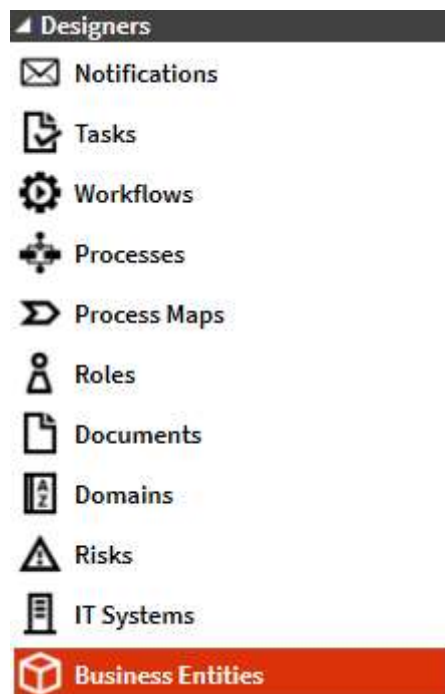 Designers
Notifications
Tasks
Workflows
Processes
Process Maps
Roles
Documents
A
Z
Domains
Risks
IT Systems
Business Entities